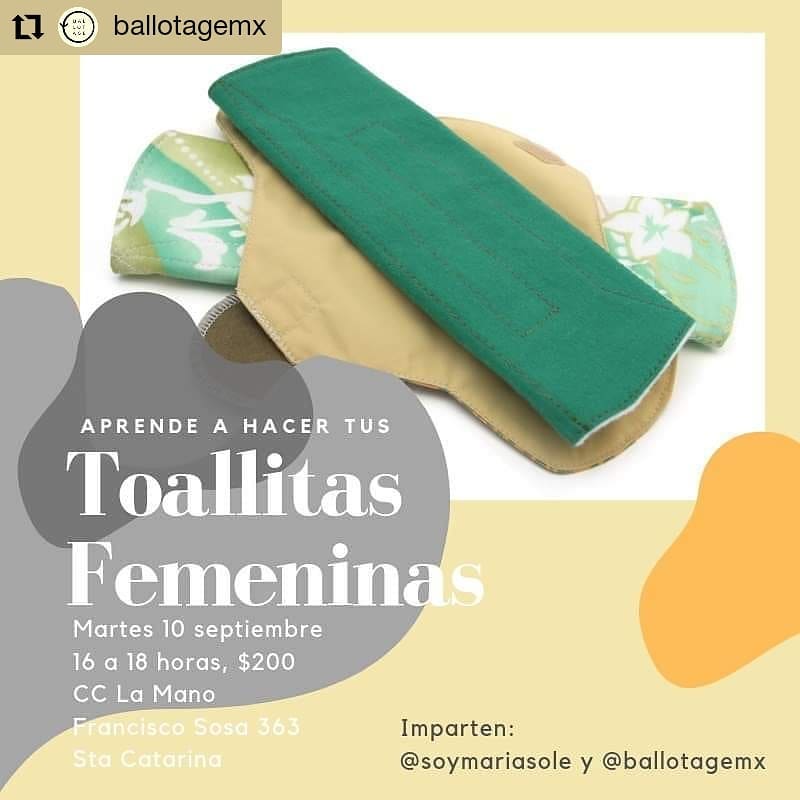 ballotagemx
APRENDE A HACER TUS
Toallitas
Femeninas
Martes 10 septiembre
16 a 18 horas, $200
CC La Mano
Francisco Sosa 363
Sta Catarina
Imparten:
@soymariasole y @ballotagemx